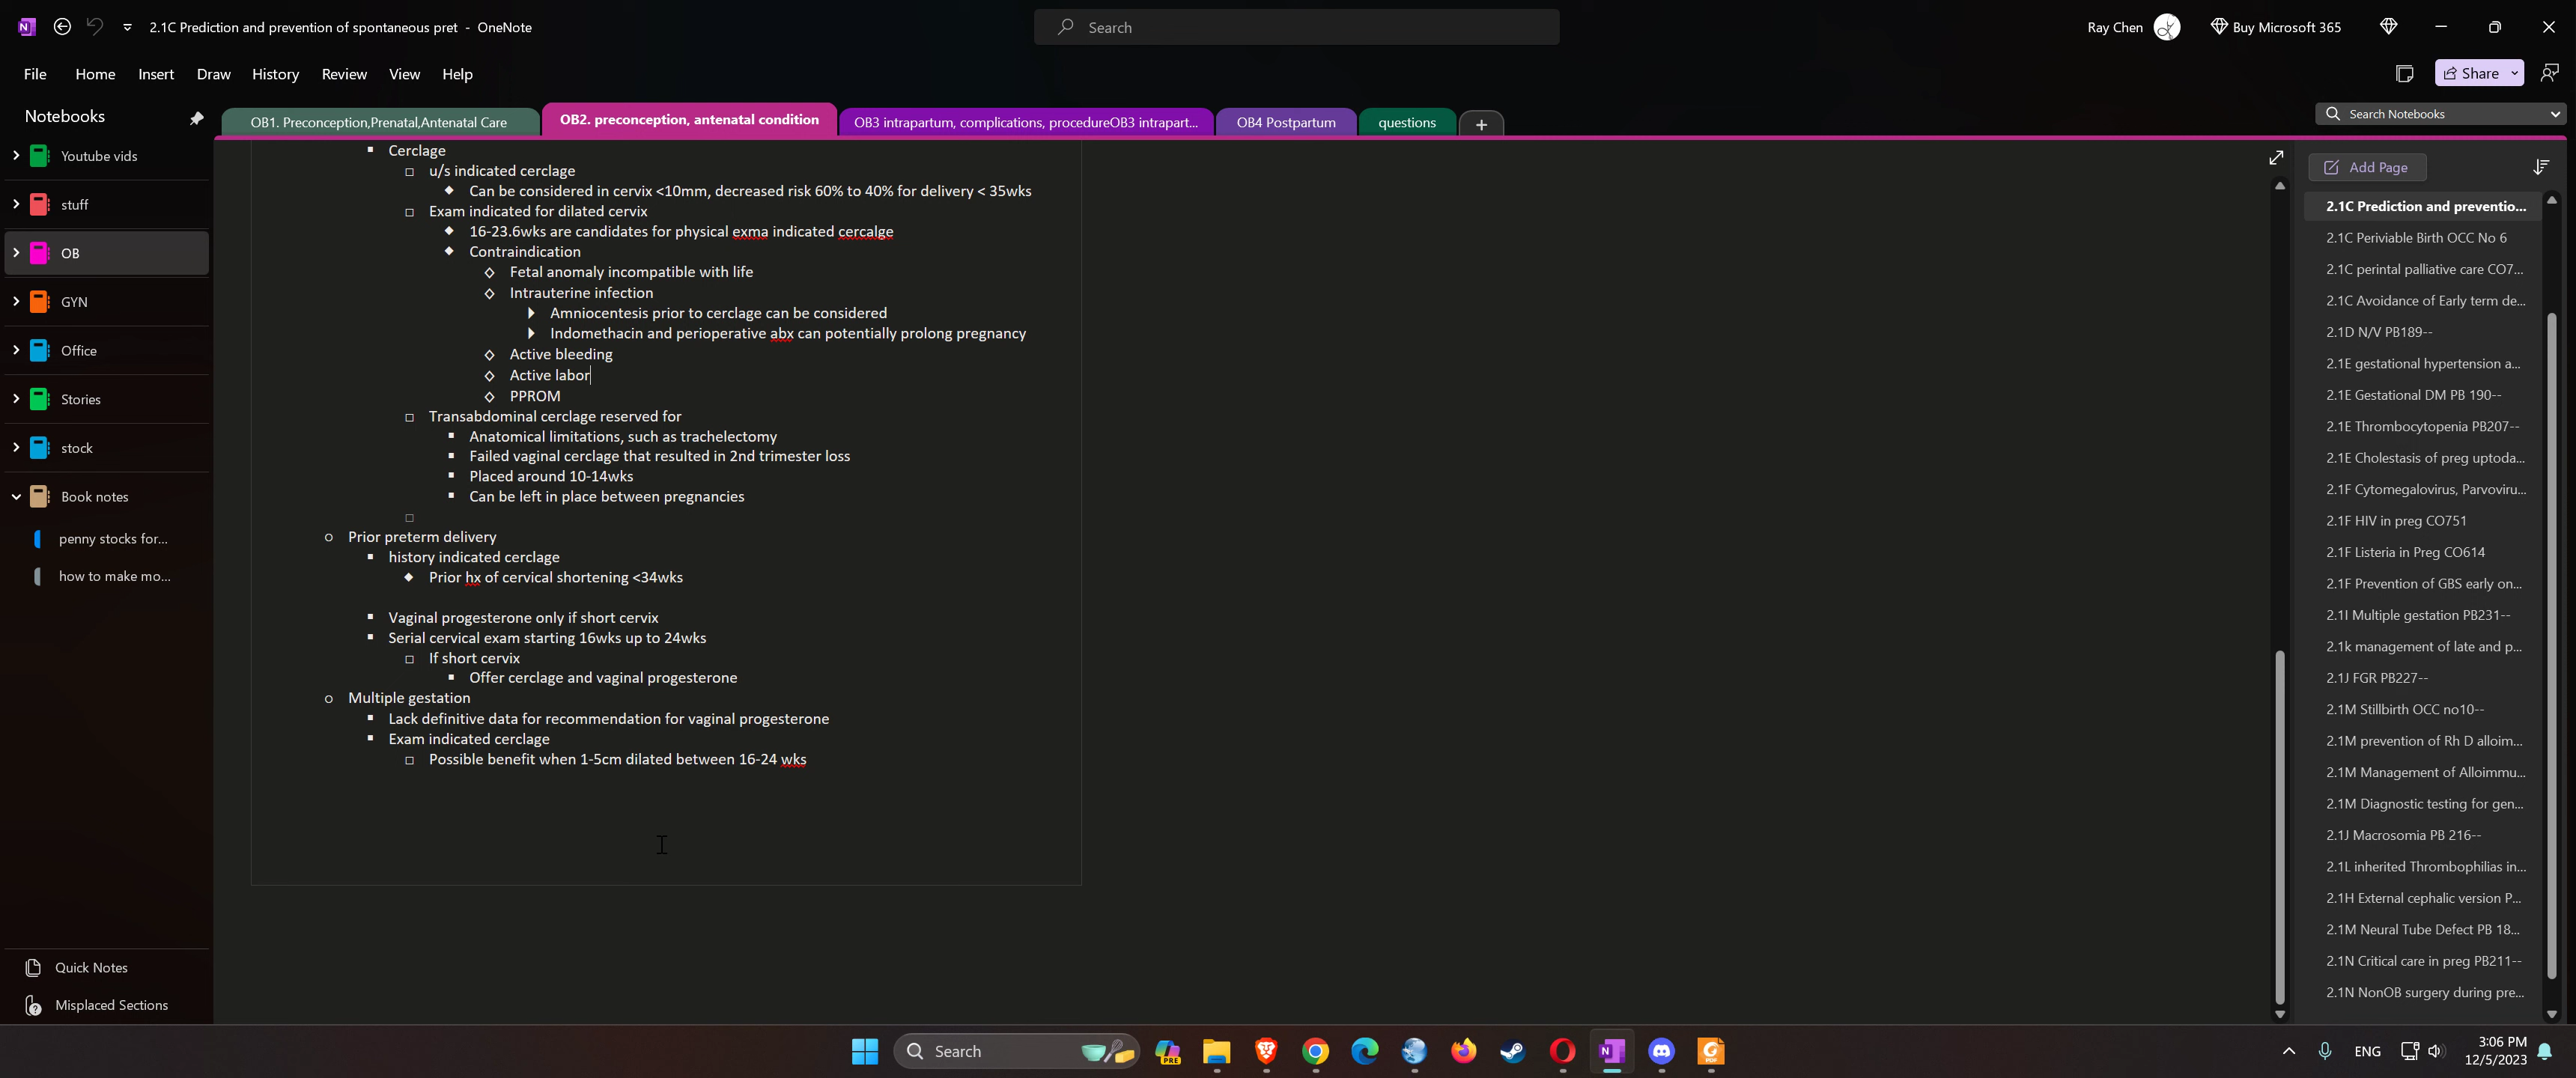 2.1C Prediction and prevention of spontaneous pret - OneNote
Search
Ray Chen
Buy Microsoft 365
File Home Insert Draw History Review View Help
Share
Notebooks
OB1. Preconception,Prenatal,Antenatal Care
OB2. preconception, antenatal condition
OB3 intrapartum, complications, procedureOB3 intrapart...
OB4 Postpartum
questions
+
Search Notebooks
Youtube vids
stuff
OB
GYN
Office
Stories
stock
Book notes
penny stocks for...
how to make mo...
Quick Notes
Misplaced Sections
Cerclage
u/s indicated cerclage
Can be considered in cervix <10mm, decreased risk 60% to 40% for delivery < 35wks
Exam indicated for dilated cervix
16-23.6wks are candidates for physical exma indicated cercalge
Contraindication
Fetal anomaly incompatible with life
Intrauterine infection
Amniocentesis prior to cerclage can be considered
Indomethacin and perioperative abx can potentially prolong pregnancy
Active bleeding
Active labor
PPROM
Transabdominal cerclage reserved for
Anatomical limitations, such as trachelectomy
Failed vaginal cerclage that resulted in 2nd trimester loss
Placed around 10-14wks
Can be left in place between pregnancies
Prior preterm delivery
history indicated cerclage
Prior hx of cervical shortening <34wks
Vaginal progesterone only if short cervix
Serial cervical exam starting 16wks up to 24wks
If short cervix
Offer cerclage and vaginal progesterone
Multiple gestation
Lack definitive data for recommendation for vaginal progesterone
Exam indicated cerclage
Possible benefit when 1-5cm dilated between 16-24 wks
Add Page
2.1C Prediction and preventio...
2.1C Periviable Birth OCC No 6
2.1C perintal palliative care CO7...
2.1C Avoidance of Early term de...
2.1D N/V PB189--
2.1E gestational hypertension a...
2.1E Gestational DM PB 190--
2.1E Thrombocytopenia PB207--
2.1E Cholestasis of preg uptoda...
2.1F Cytomegalovirus, Parvoviru...
2.1F HIV in preg CO751
2.1F Listeria in Preg CO614
2.1F Prevention of GBS early on...
2.1I Multiple gestation PB231--
2.1k management of late and p...
2.1J FGR PB227--
2.1M Stillbirth OCC no10--
2.1M prevention of Rh D alloim...
2.1M Management of Alloimmu...
2.1M Diagnostic testing for gen...
2.1J Macrosomia PB 216--
2.1L inherited Thrombophilias in...
2.1H External cephalic version P...
2.1M Neural Tube Defect PB 18...
2.1N Critical care in preg PB211--
2.1N NonOB surgery during pre...
Search
PRE
ENG
3:06 PM
12/5/2023